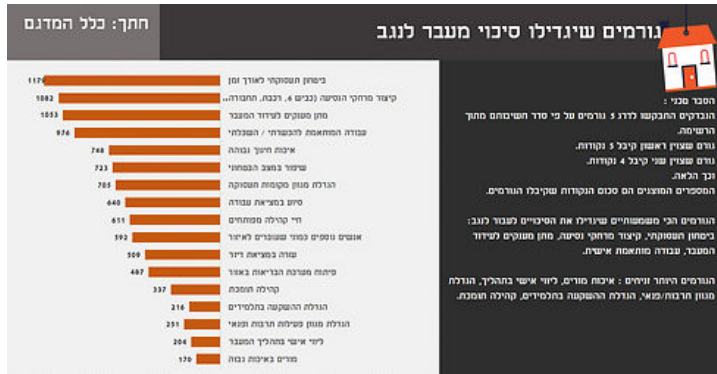 גורמים שיגדילו סיכוי מעבר לנגב
חתך: כלל המדגם
הסבר טכני :
הנבדקים התבקשו לדרג 5 גורמים על פי סדר חשיבותם מתוך
הרשימה.
גורם שצוין ראשון קיבל 5 נקודות.
גורם שצוין שני קיבל 4 נקודות.
וכך הלאה.
המספרים המוצגים הם סכום הנקודות שקיבלו הגורמים.
הגורמים הכי משמעותיים שיגדילו את הסיכויים לעבור לנגב:
ביטחון תעסוקתי, קיצור מרחקי נסיעה, מתן מענקים לעידוד
המעבר, עבודה מותאמת אישית.
הגורמים היותר זניחים : איכות מורים, ליווי אישי בתהליך, הגדלת
מגוון תרבות/פנאי, הגדלת ההשקעה בתלמידים, קהילה תומכת.
ביטחון תעסוקתי לאורך זמן 1179
קיצור מרחקי הנסיעה (כביש 6, רכבת, תחבורה.. 1082
מתן מענקים לעידוד המעבר 1053
עבודה המותאמת להכשרתי / השכלתי 976
איכות חינוך גבוהה 748
שיפור במצב הבטחוני 723
הגדלת מגוון מקומות תעסוקה 705
סיוע במציאת עבודה 640
חיי קהילה מפותחים 611
אנשים נוספים כמוני שעוברים לאיזור 592
עזרה במציאת דיור 509
פיתוח מערכת הבריאות באזור 487
קהילה תומכת 337
הגדלת ההשקעה בתלמידים 216
הגדלת מגוון פעילות תרבות ופנאי 251
ליווי אישי בתהליך המעבר 204
מורים באיכות גבוה 170